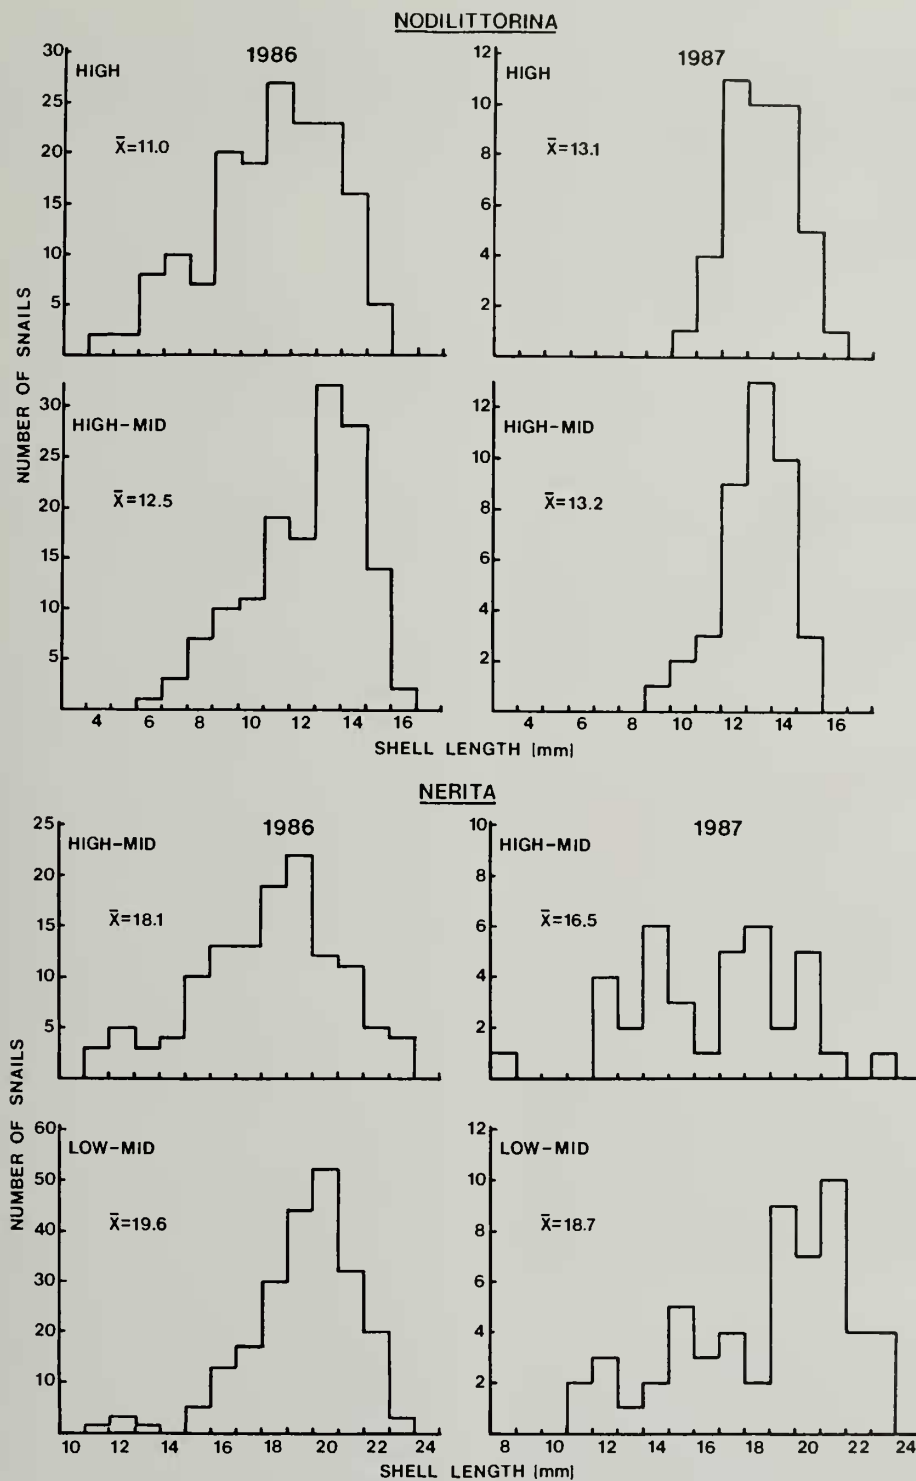 NODILITTORINA
1986
HIGH
X̄=11.0
30
25
20
15
10
5
1987
HIGH
X̄=13.1
12
10
8
6
4
2
HIGH-MID
X̄=12.5
30
25
20
15
10
5
4 6 8 10 12 14 16
HIGH-MID
X̄=13.2
12
10
8
6
4
2
4 6 8 10 12 14 16
NUMBER OF SNAILS
SHELL LENGTH (mm)
NERITA
1986
HIGH-MID
X̄=18.1
25
20
15
10
5
1987
HIGH-MID
X̄=16.5
10
8
6
4
2
LOW-MID
X̄=19.6
60
50
40
30
20
10
10 12 14 16 18 20 22 24
LOW-MID
X̄=18.7
12
10
8
6
4
2
8 10 12 14 16 18 20 22 24
NUMBER OF SNAILS
SHELL LENGTH (mm)